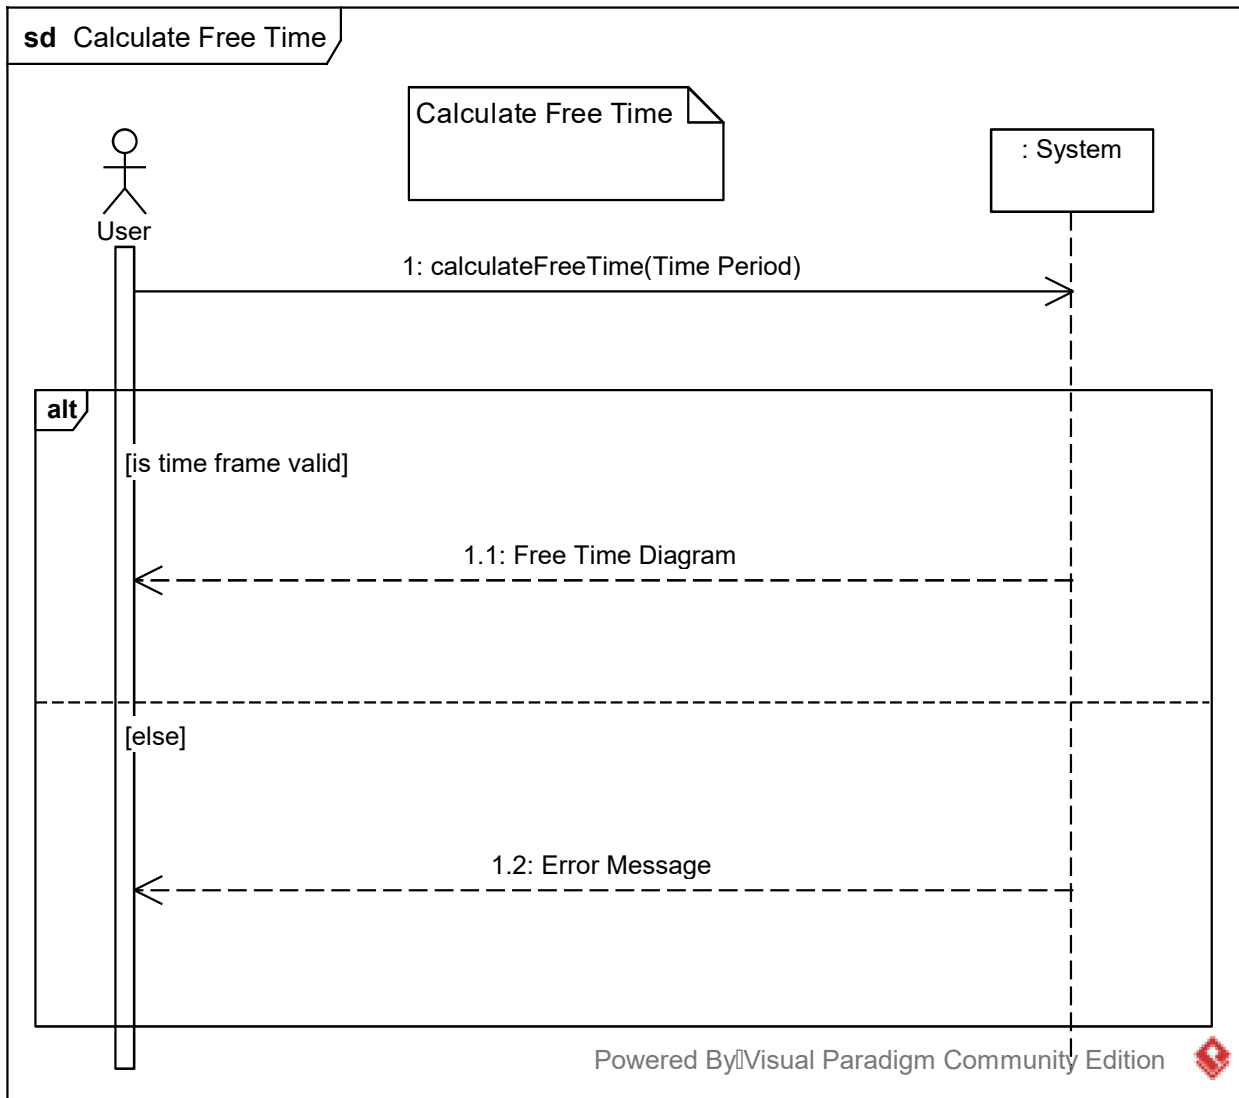 sd Calculate Free Time
Calculate Free Time
: System
User
1: calculateFreeTime(Time Period)
alt
[is time frame valid]
1.1: Free Time Diagram
[else]
1.2: Error Message
Powered By Visual Paradigm Community Edition